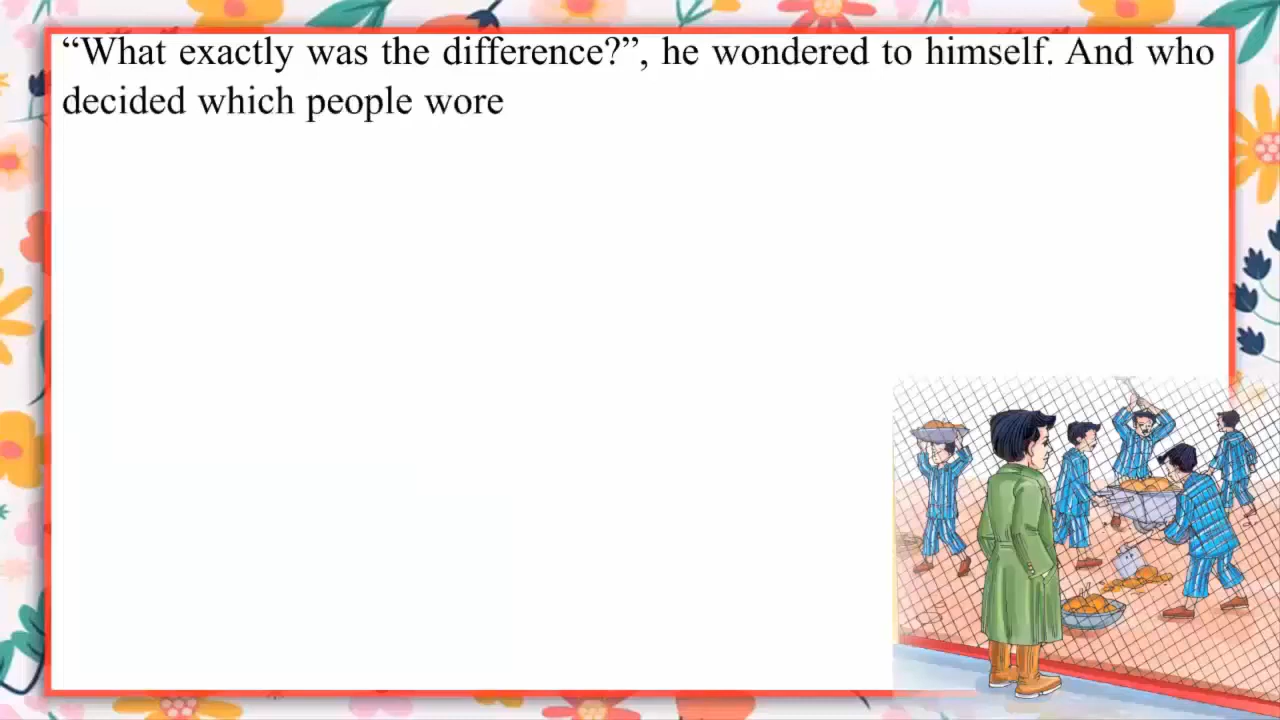 “What exactly was the difference?”, he wondered to himself. And who
decided which people wore